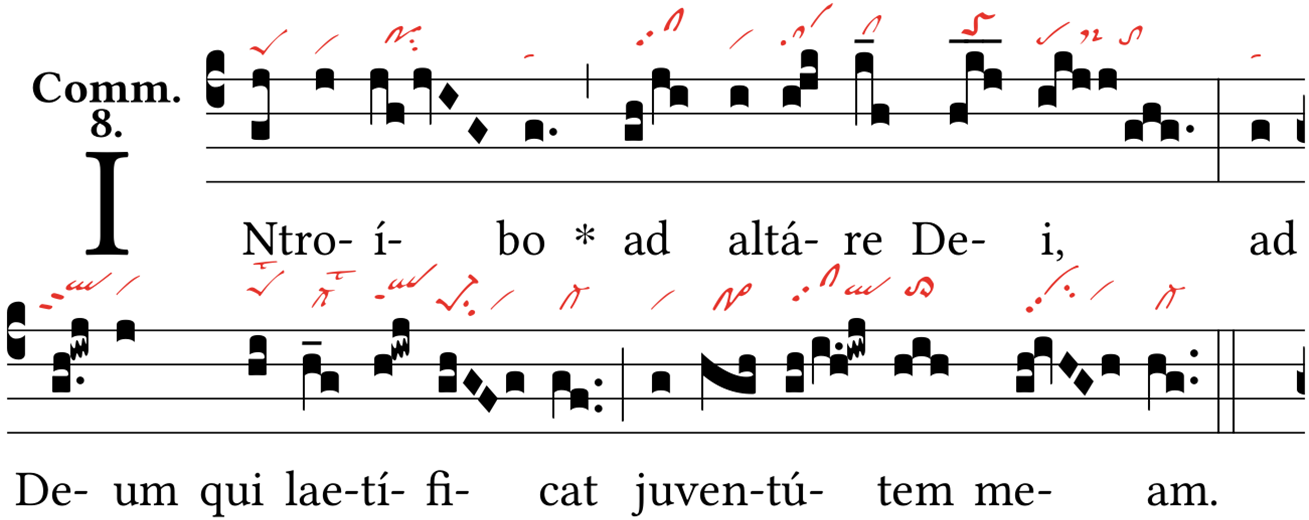 Comm.
8.
INtro- í- bo * ad altá- re De- i, ad
De- um qui lae-tí- fi- cat juven-tú- tem me- am.